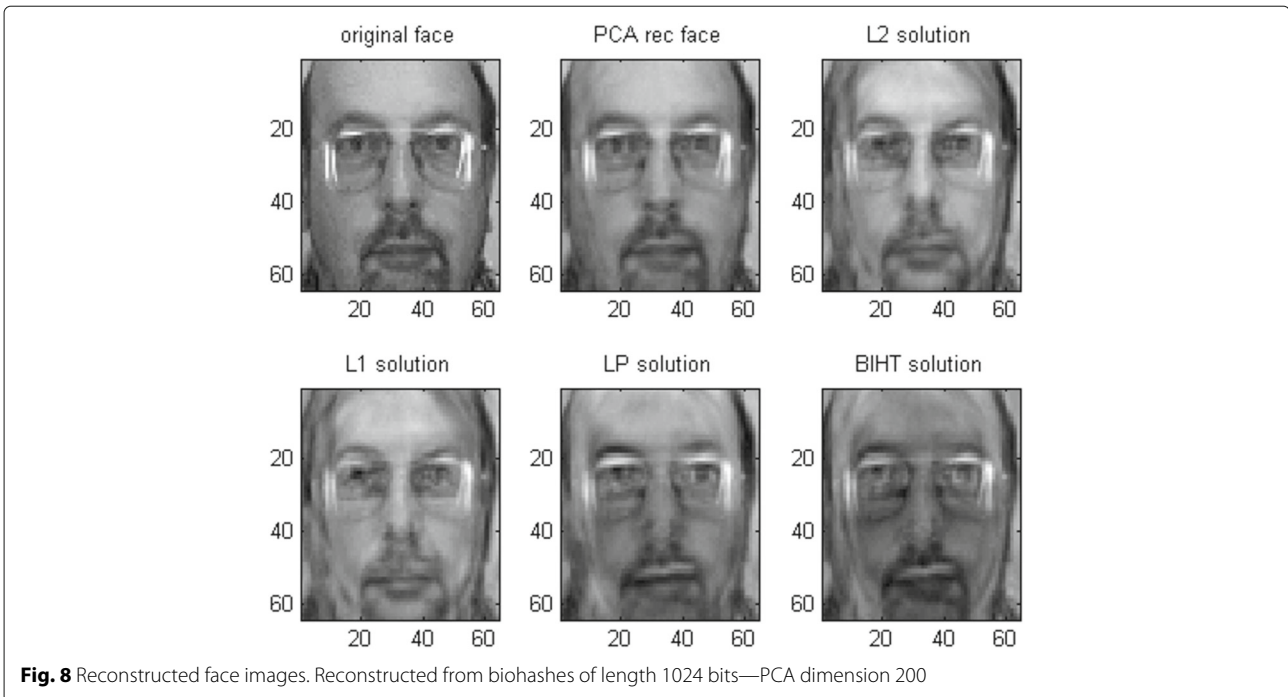 original face
PCA rec face
L2 solution
20
40
60
20
40
60
20
40
60
20 40 60
20 40 60
20 40 60
L1 solution
LP solution
BIHT solution
20
40
60
20
40
60
20
40
60
20 40 60
20 40 60
20 40 60
Fig. 8 Reconstructed face images. Reconstructed from biohashes of length 1024 bits—PCA dimension 200